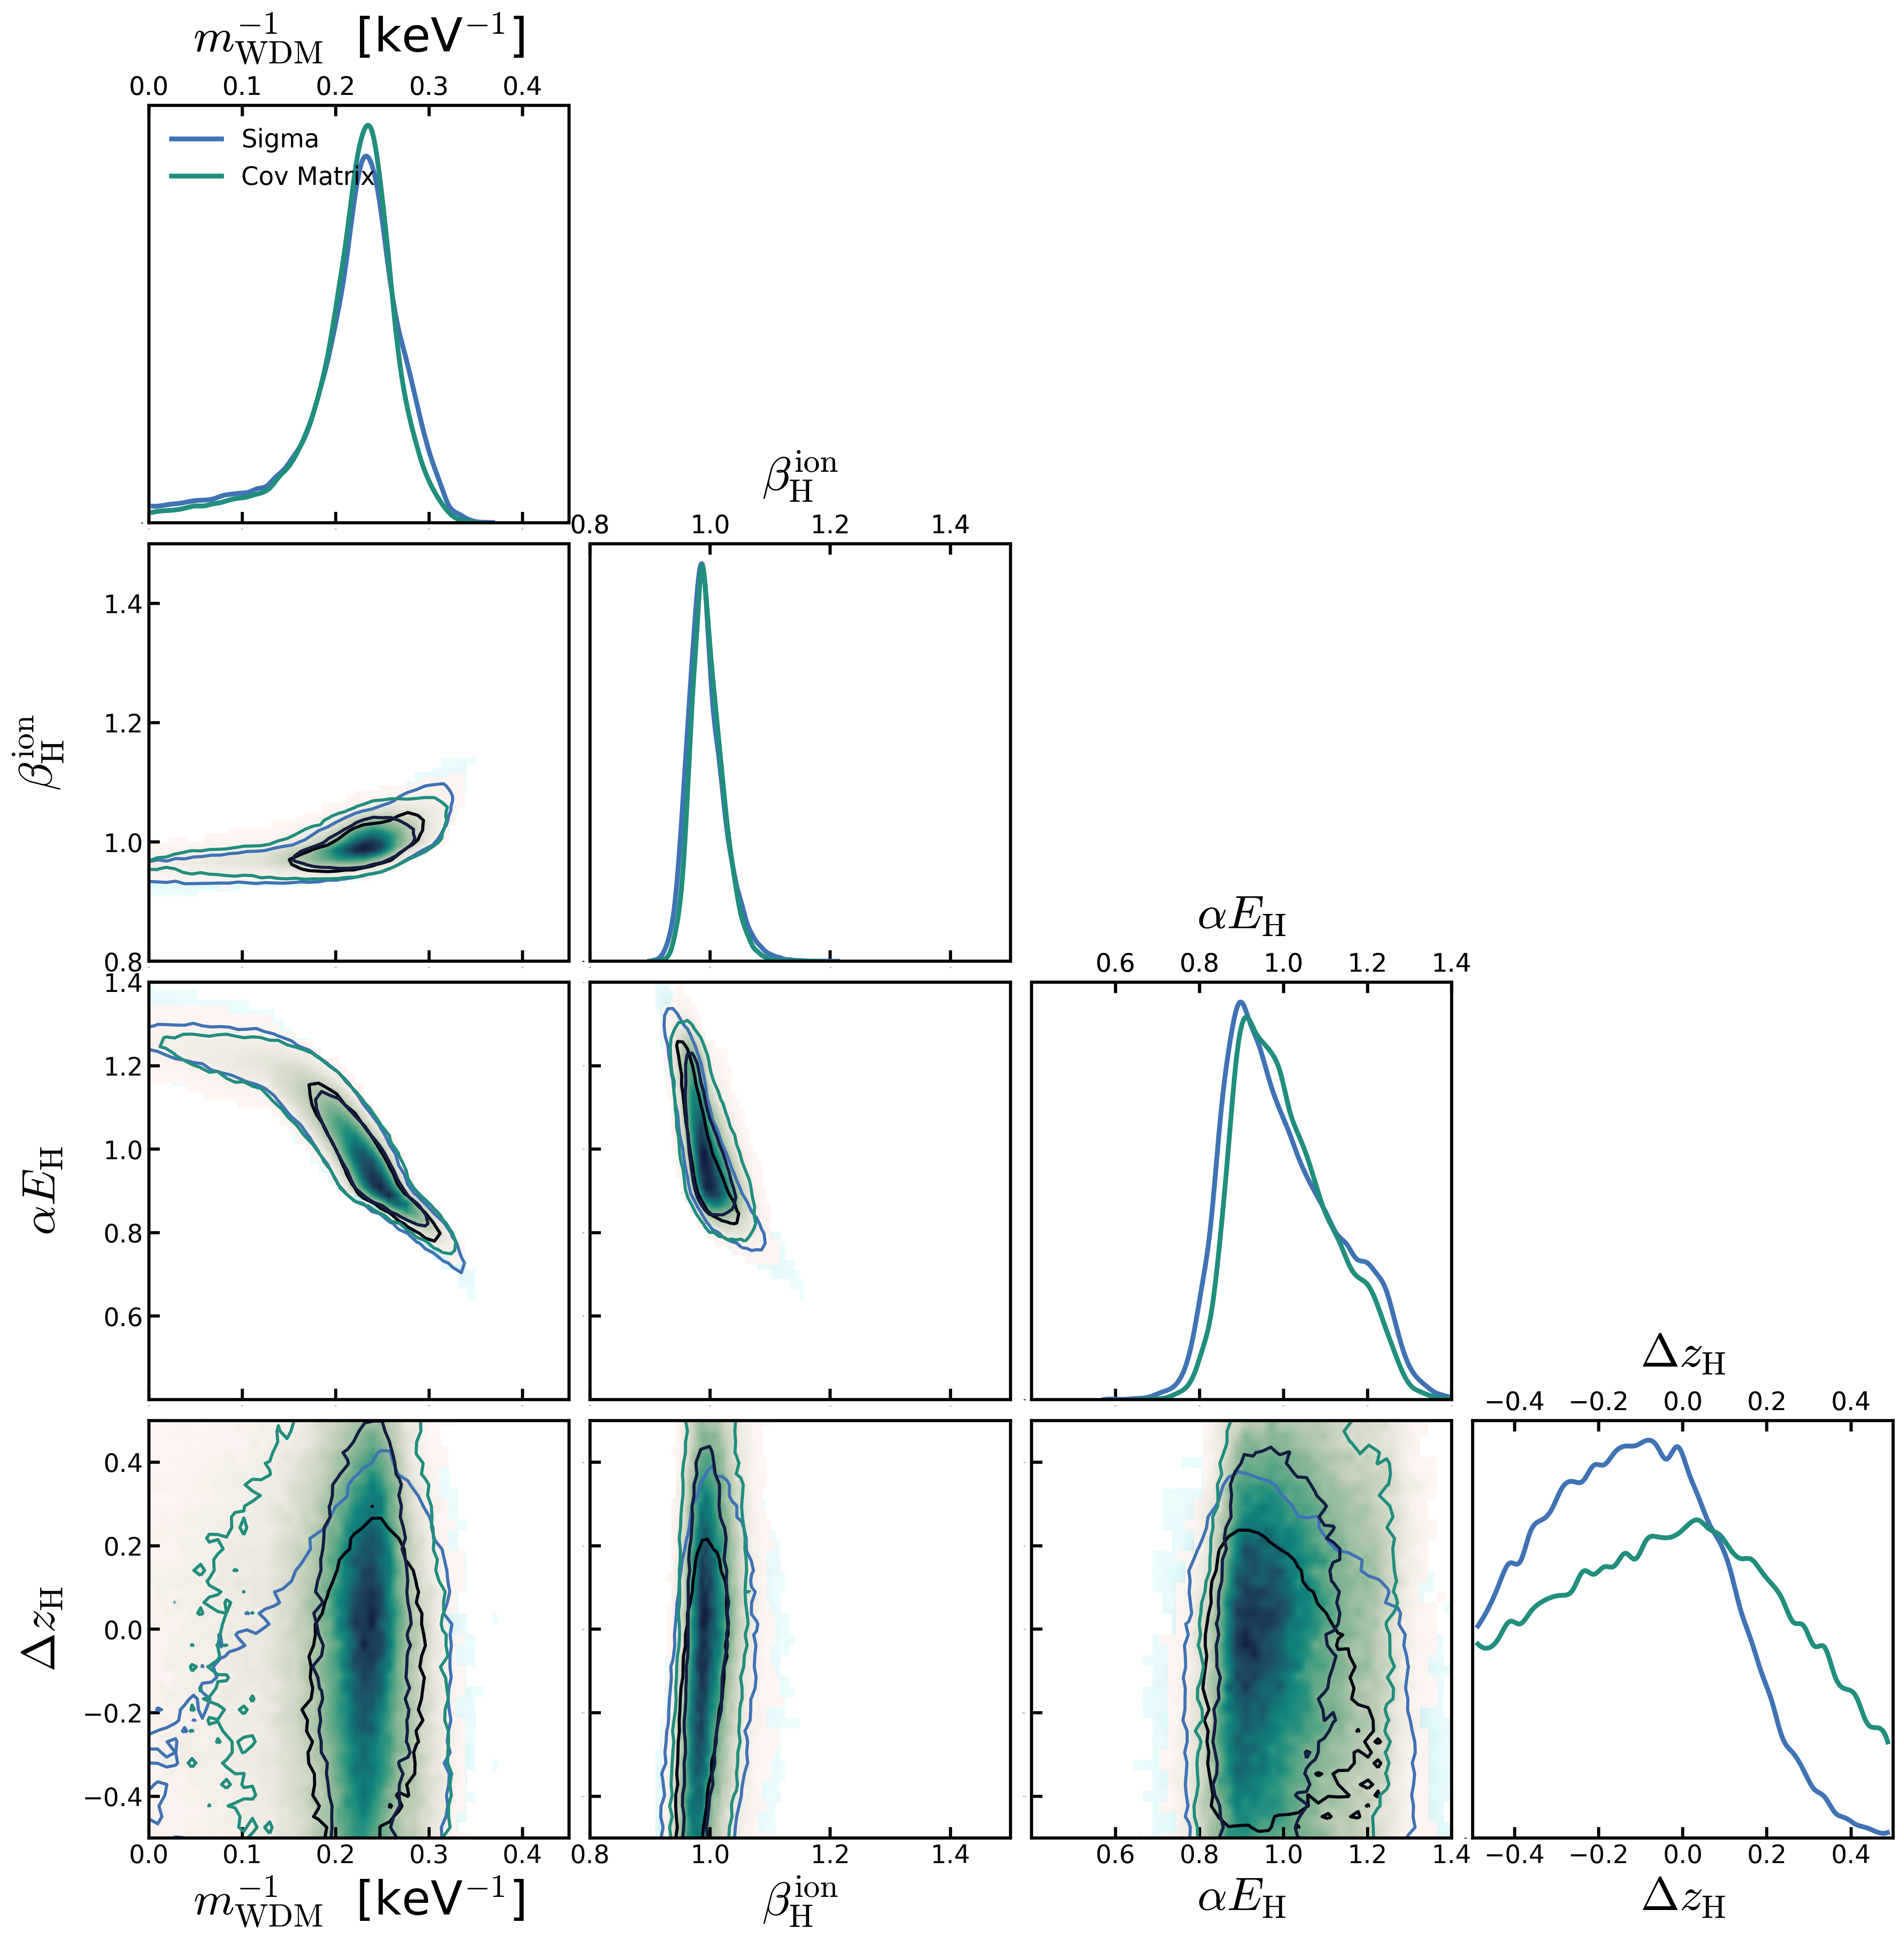 m_WDM^−1 [keV^−1]
0.0 0.1 0.2 0.3 0.4
Sigma
Cov Matrix
β_H^ion
0.8 1.0 1.2 1.4
1.4
1.2
1.0
0.8
β_H^ion
αE_H
0.6 0.8 1.0 1.2 1.4
1.4
1.2
1.0
0.8
0.6
αE_H
Δz_H
−0.4 −0.2 0.0 0.2 0.4
0.4
0.2
0.0
−0.2
−0.4
Δz_H
0.0 0.1 0.2 0.3 0.4 0.8 1.0 1.2 1.4 0.6 0.8 1.0 1.2 1.4 −0.4 −0.2 0.0 0.2 0.4
m_WDM^−1 [keV^−1] β_H^ion αE_H Δz_H